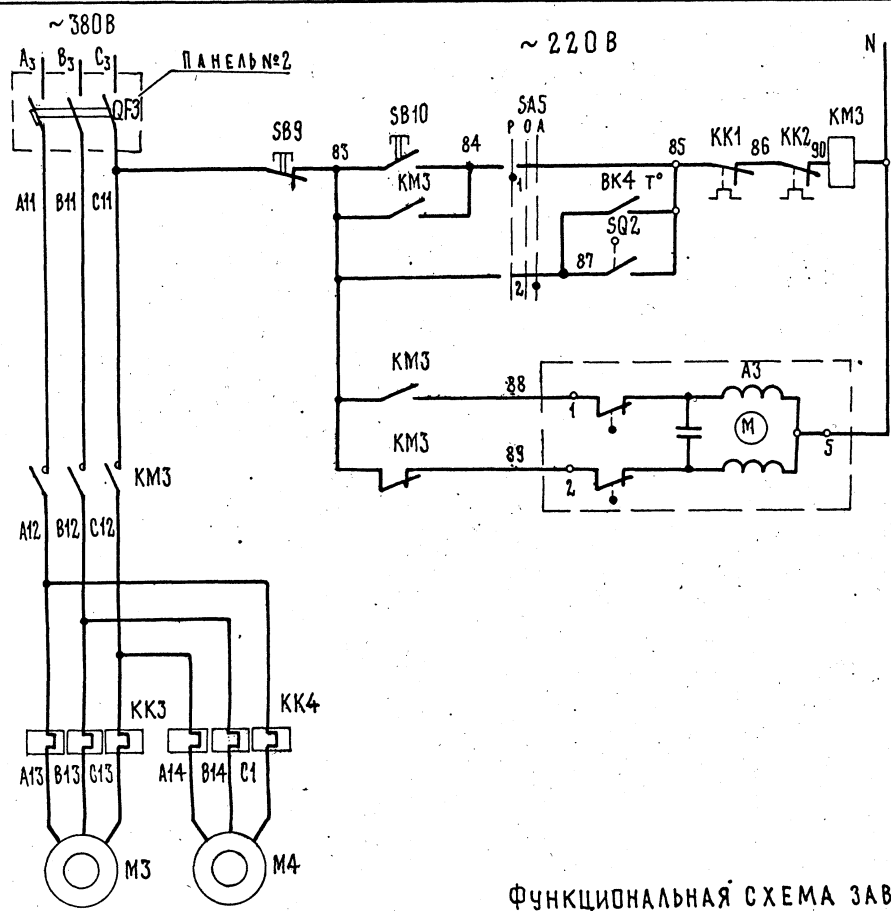 ~380В
~220В
N
A3 B3 C3
ПАНЕЛЬ №2
QF3
SB9
83
SB10
84
SA5
P O A
1
85
KK1
86
KK2
90
KM3
A11 B11 C11
KM3
BK4 T°
SQ2
87
2
KM3
88
1
A3
M
5
KM3
89
2
KM3
A12 B12 C12
KK3
KK4
A13 B13 C13
A14 B14 C1
M3
M4
ФУНКЦИОНАЛЬНАЯ СХЕМА ЗАВ